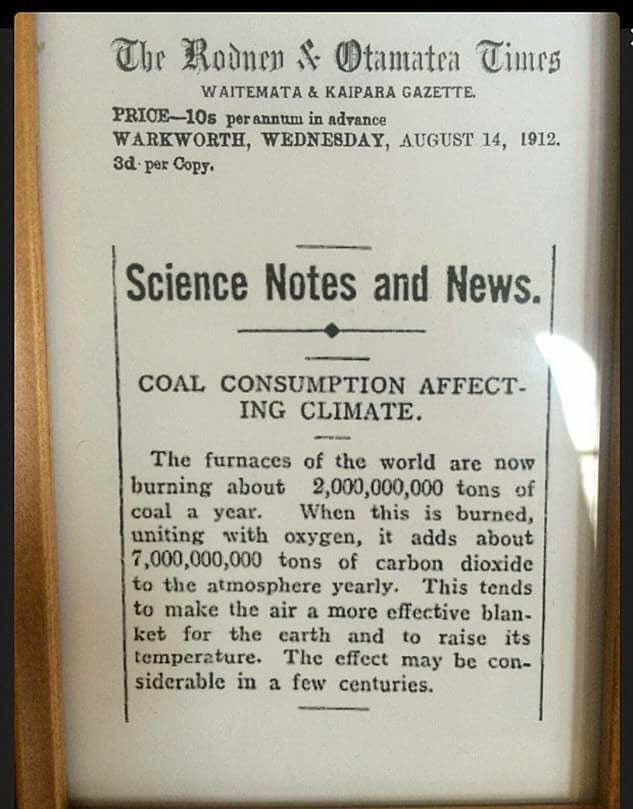 The Rodney & Otamatea Times
WAITEMATA & KAIPARA GAZETTE.
PRICE—10s per annum in advance
WARKWORTH, WEDNESDAY, AUGUST 14, 1912.
3d. per Copy.
Science Notes and News.
COAL CONSUMPTION AFFECT-
ING CLIMATE.
The furnaces of the world are now
burning about 2,000,000,000 tons of
coal a year. When this is burned,
uniting with oxygen, it adds about
7,000,000,000 tons of carbon dioxide
to the atmosphere yearly. This tends
to make the air a more effective blan-
ket for the earth and to raise its
temperature. The effect may be con-
siderable in a few centuries.